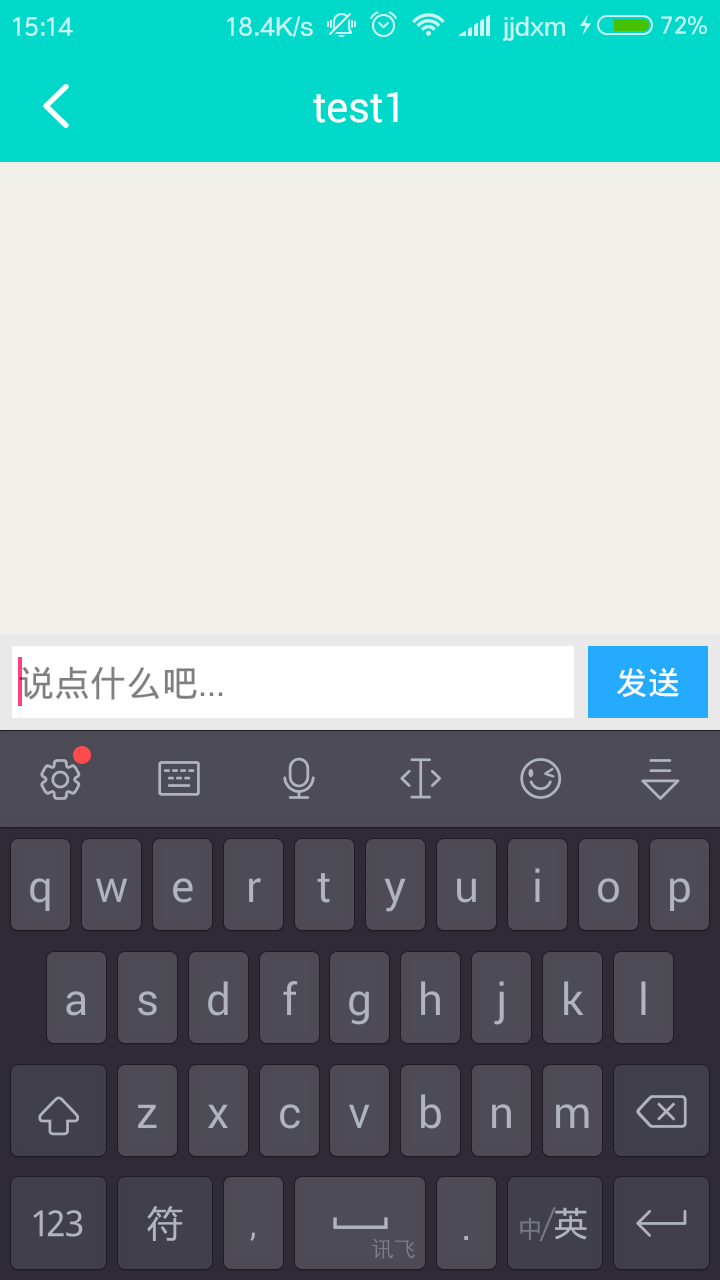 15:14 18.4K/s jjdxm 72%
test1
说点什么吧...
发送
q w e r t y u i o p
a s d f g h j k l
z x c v b n m
123 符 , 讯飞 . 中/英